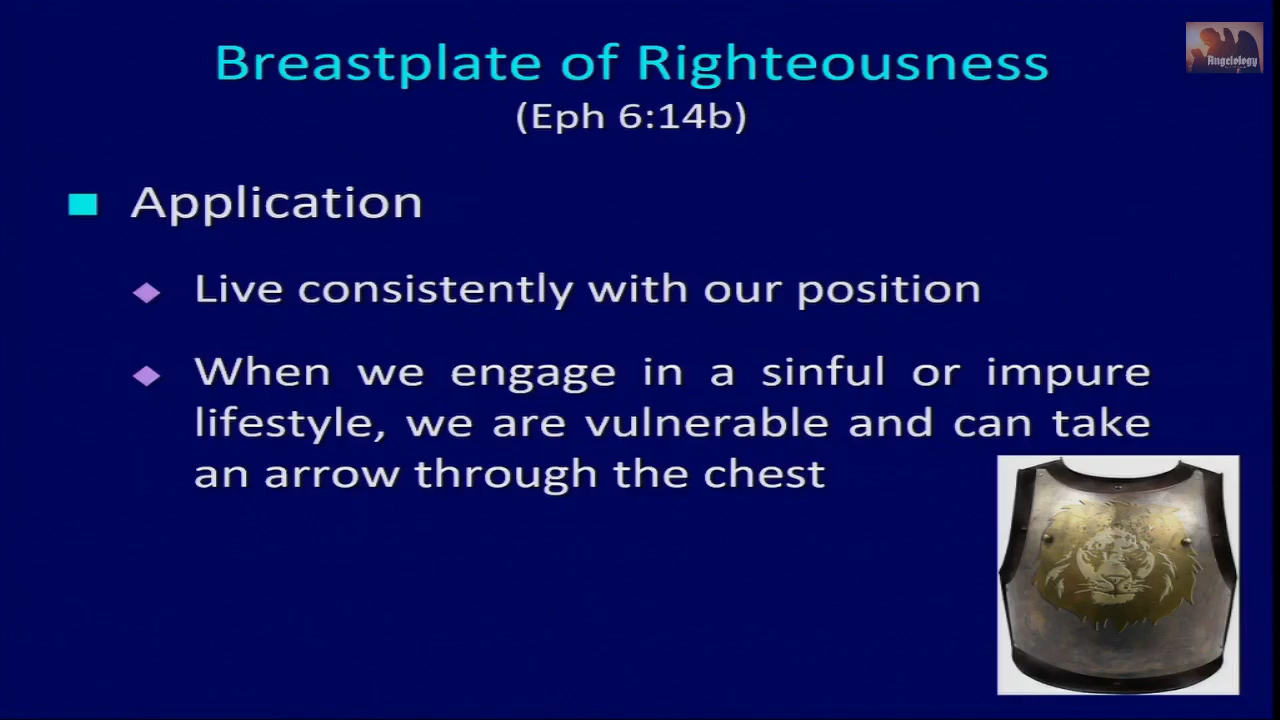 Breastplate of Righteousness
(Eph 6:14b)
Angelology
Application
Live consistently with our position
When we engage in a sinful or impure
lifestyle, we are vulnerable and can take
an arrow through the chest